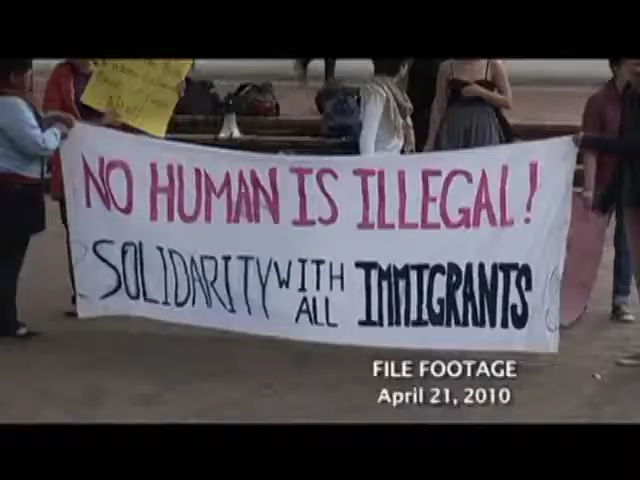 NO HUMAN IS ILLEGAL!
SOLIDARITY WITH ALL IMMIGRANTS
FILE FOOTAGE
April 21, 2010